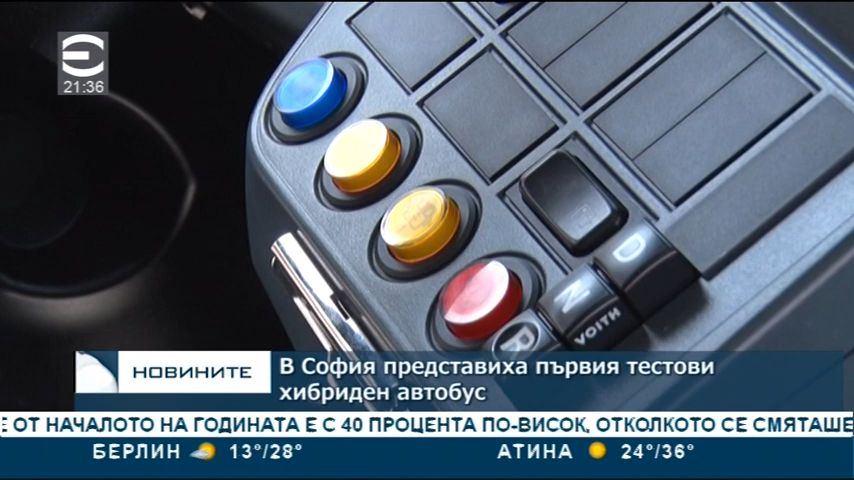 Є
21:36
D
N
VOITH
R
НОВИНИТЕ
В София представиха първия тестови
хибриден автобус
Е ОТ НАЧАЛОТО НА ГОДИНАТА Е С 40 ПРОЦЕНТА ПО-ВИСОК, ОТКОЛКОТО СЕ СМЯТАШЕ
БЕРЛИН 13°/28° АТИНА 24°/36°